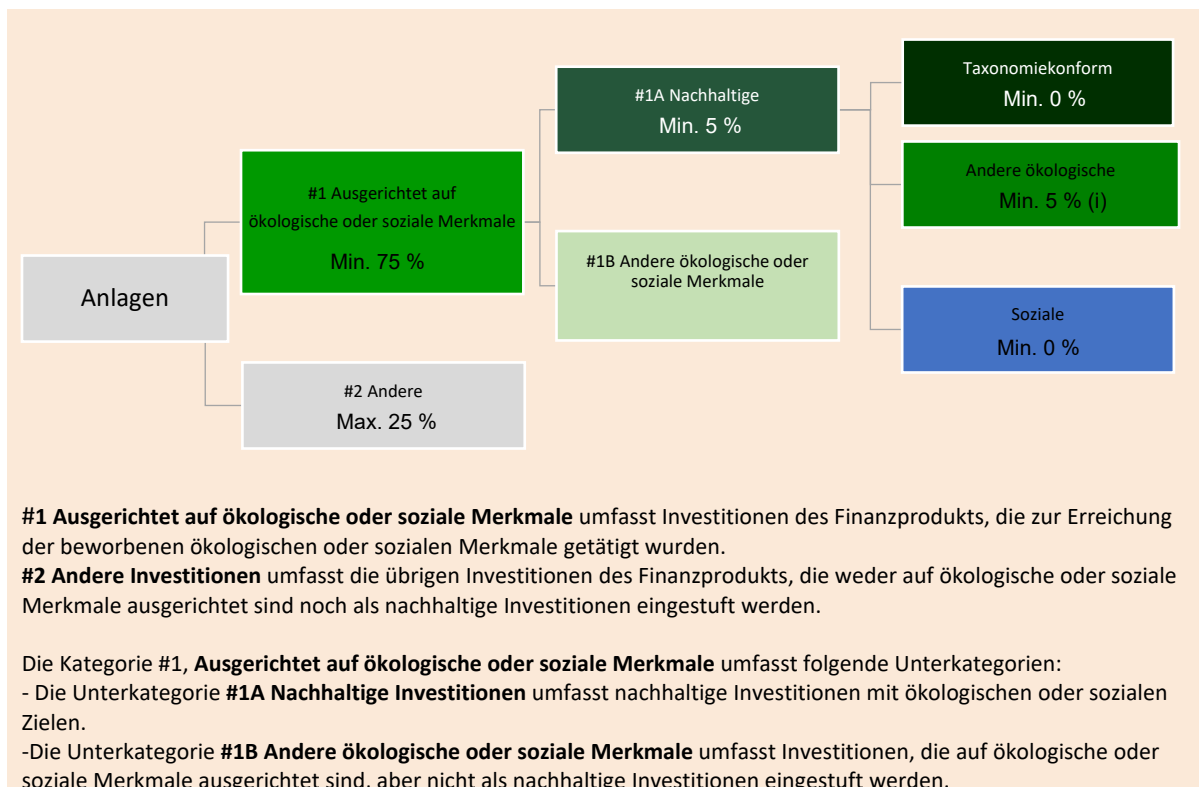 Anlagen
#1 Ausgerichtet auf
ökologische oder soziale Merkmale
Min. 75 %
#2 Andere
Max. 25 %
#1A Nachhaltige
Min. 5 %
#1B Andere ökologische oder
soziale Merkmale
Taxonomiekonform
Min. 0 %
Andere ökologische
Min. 5 % (i)
Soziale
Min. 0 %
#1 Ausgerichtet auf ökologische oder soziale Merkmale umfasst Investitionen des Finanzprodukts, die zur Erreichung
der beworbenen ökologischen oder sozialen Merkmale getätigt wurden.
#2 Andere Investitionen umfasst die übrigen Investitionen des Finanzprodukts, die weder auf ökologische oder soziale
Merkmale ausgerichtet sind noch als nachhaltige Investitionen eingestuft werden.
Die Kategorie #1, Ausgerichtet auf ökologische oder soziale Merkmale umfasst folgende Unterkategorien:
- Die Unterkategorie #1A Nachhaltige Investitionen umfasst nachhaltige Investitionen mit ökologischen oder sozialen
Zielen.
-Die Unterkategorie #1B Andere ökologische oder soziale Merkmale umfasst Investitionen, die auf ökologische oder
soziale Merkmale ausgerichtet sind, aber nicht als nachhaltige Investitionen eingestuft werden.